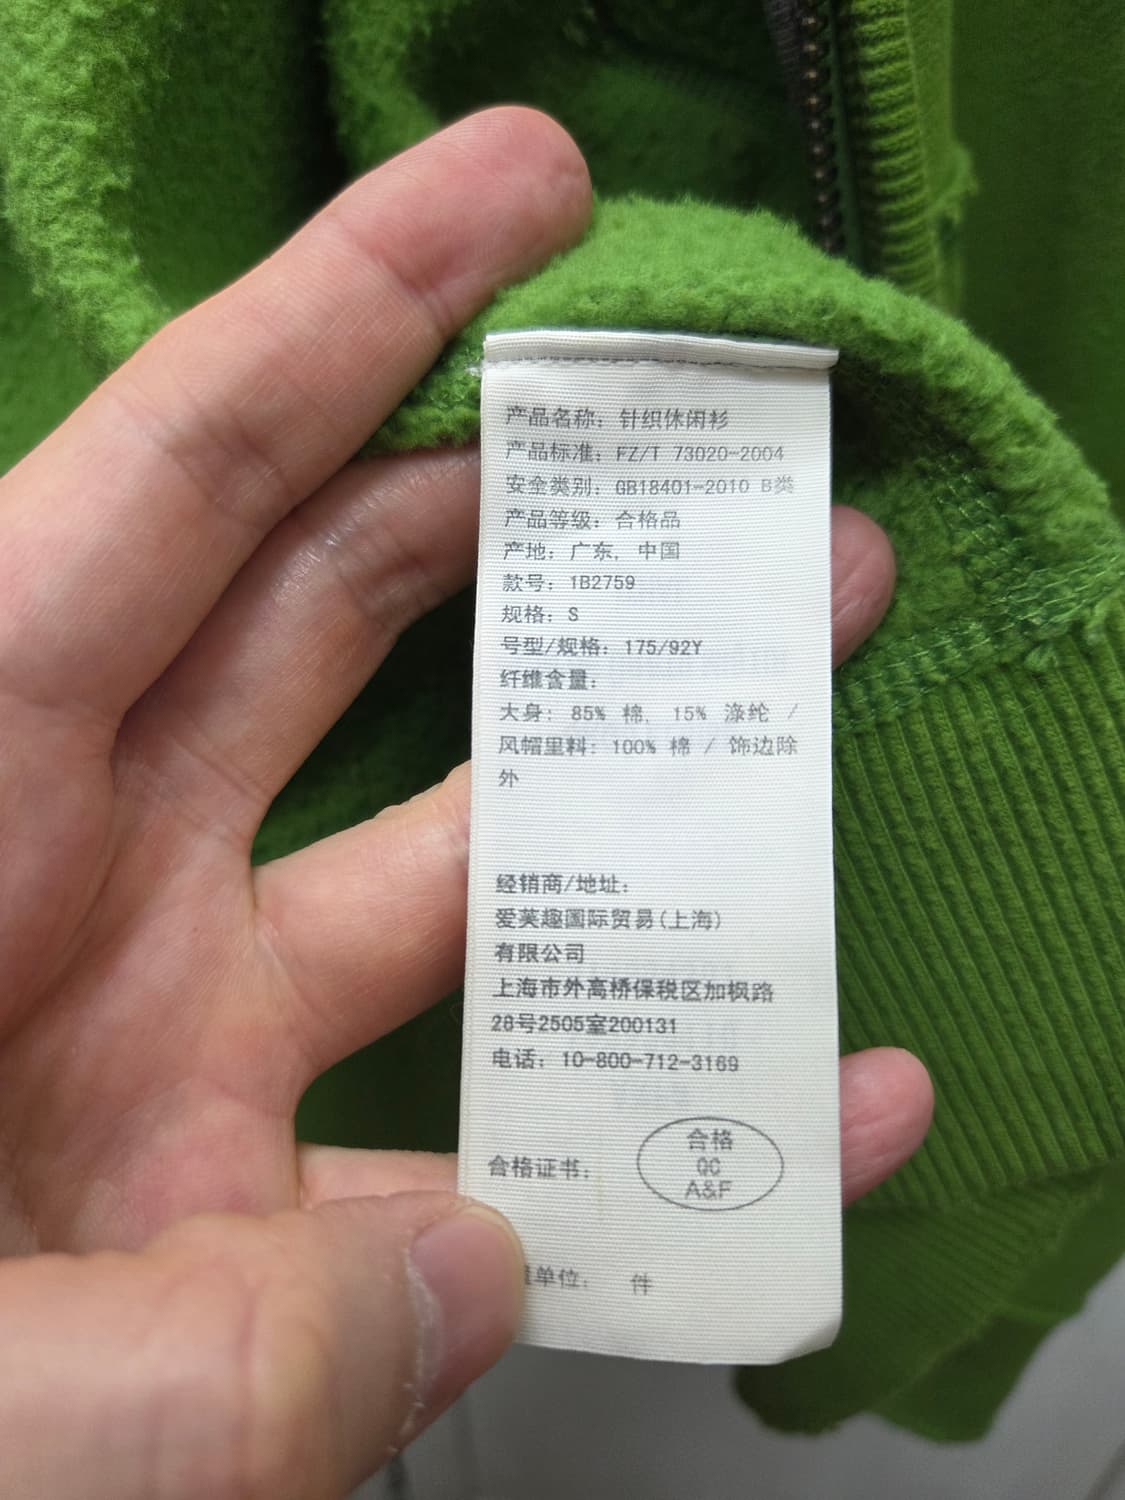 产品名称：针织休闲衫
产品标准：FZ/T 73020-2004
安全类别：GB18401-2010 B类
产品等级：合格品
产地：广东，中国
款号：1B2759
规格：S
号型/规格：175/92Y
纤维含量：
大身：85% 棉，15% 涤纶 /
风帽里料：100% 棉 / 饰边除
外
经销商/地址：
爱芙趣国际贸易(上海)
有限公司
上海市外高桥保税区加枫路
28号2505室200131
电话：10-800-712-3169
合格证书：
合格
QC
A&F
单位： 件